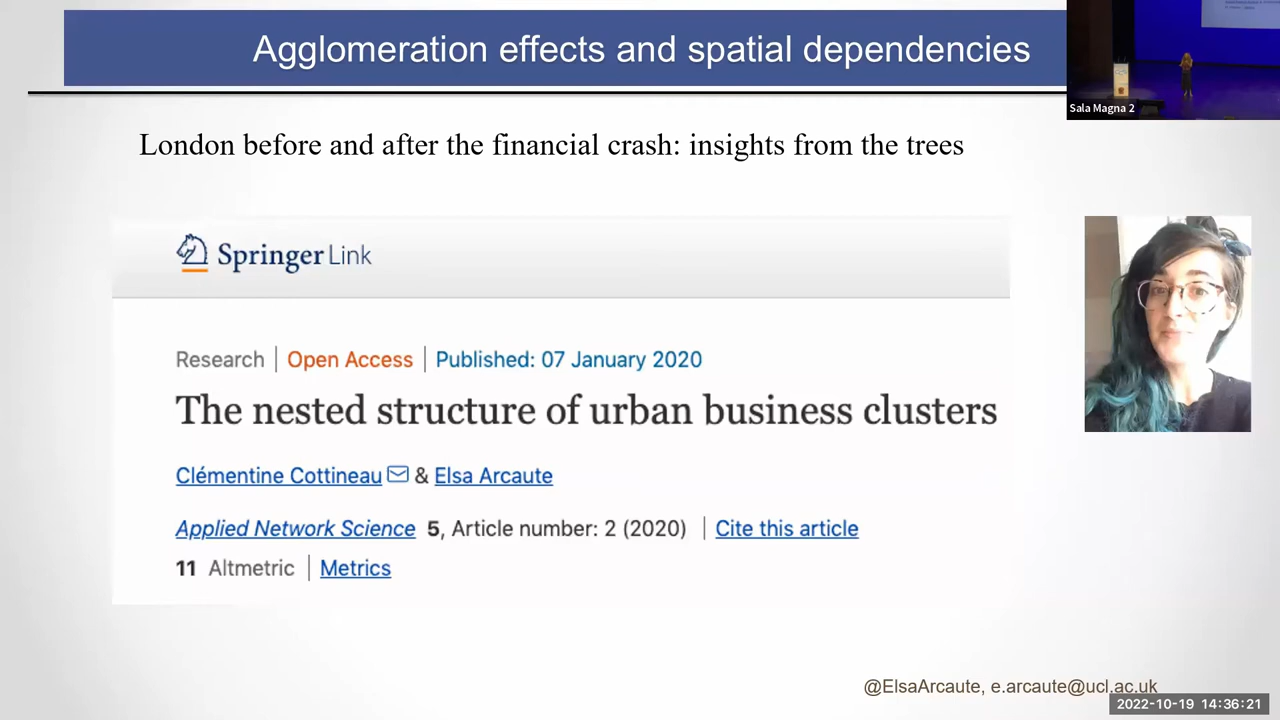 Agglomeration effects and spatial dependencies
Sala Magna 2
London before and after the financial crash: insights from the trees
Springer Link
Research | Open Access | Published: 07 January 2020
The nested structure of urban business clusters
Clémentine Cottineau & Elsa Arcaute
Applied Network Science 5, Article number: 2 (2020) | Cite this article
11 Altmetric | Metrics
@ElsaArcaute, e.arcaute@ucl.ac.uk
2022-10-19 14:36:21